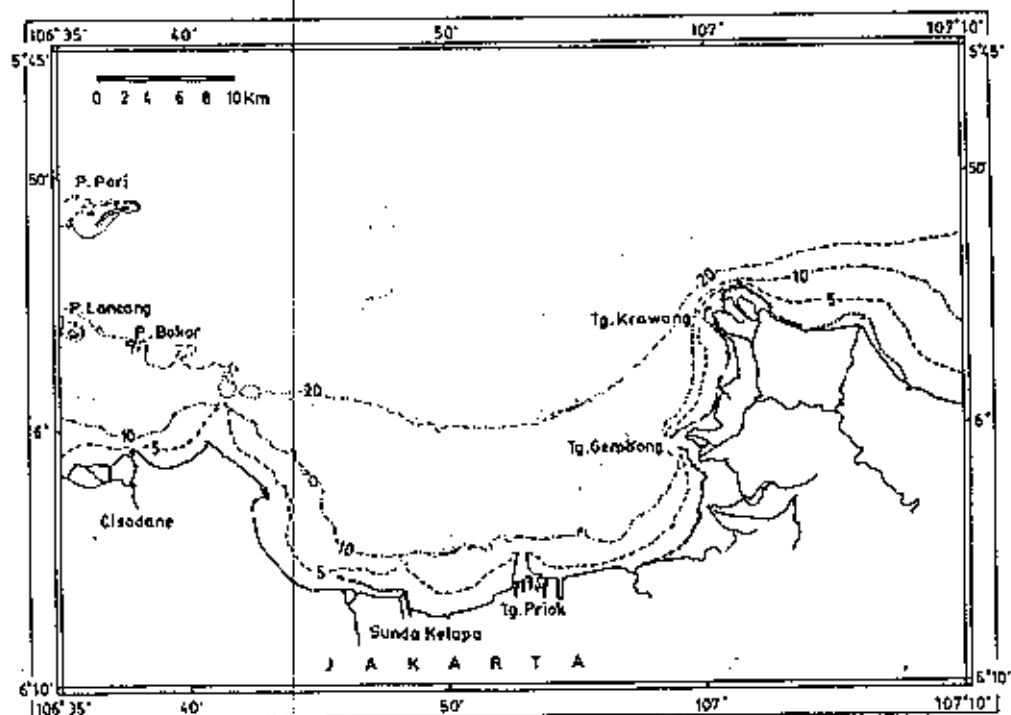 106°35' 40' 50' 107° 107°10'
5°45' 5°45'
0 2 4 6 8 10Km
50' 50'
P. Pari
20
10
5
P. Lancang
Tg. Krawang
P. Bokor
20
10
6° 6°
5
Tg. Gembong
Cisadane
10
5
Tg. Priok
Sunda Kelapa
J A K A R T A
6°10' 6°10'
106°35' 40' 50' 107° 107°10'